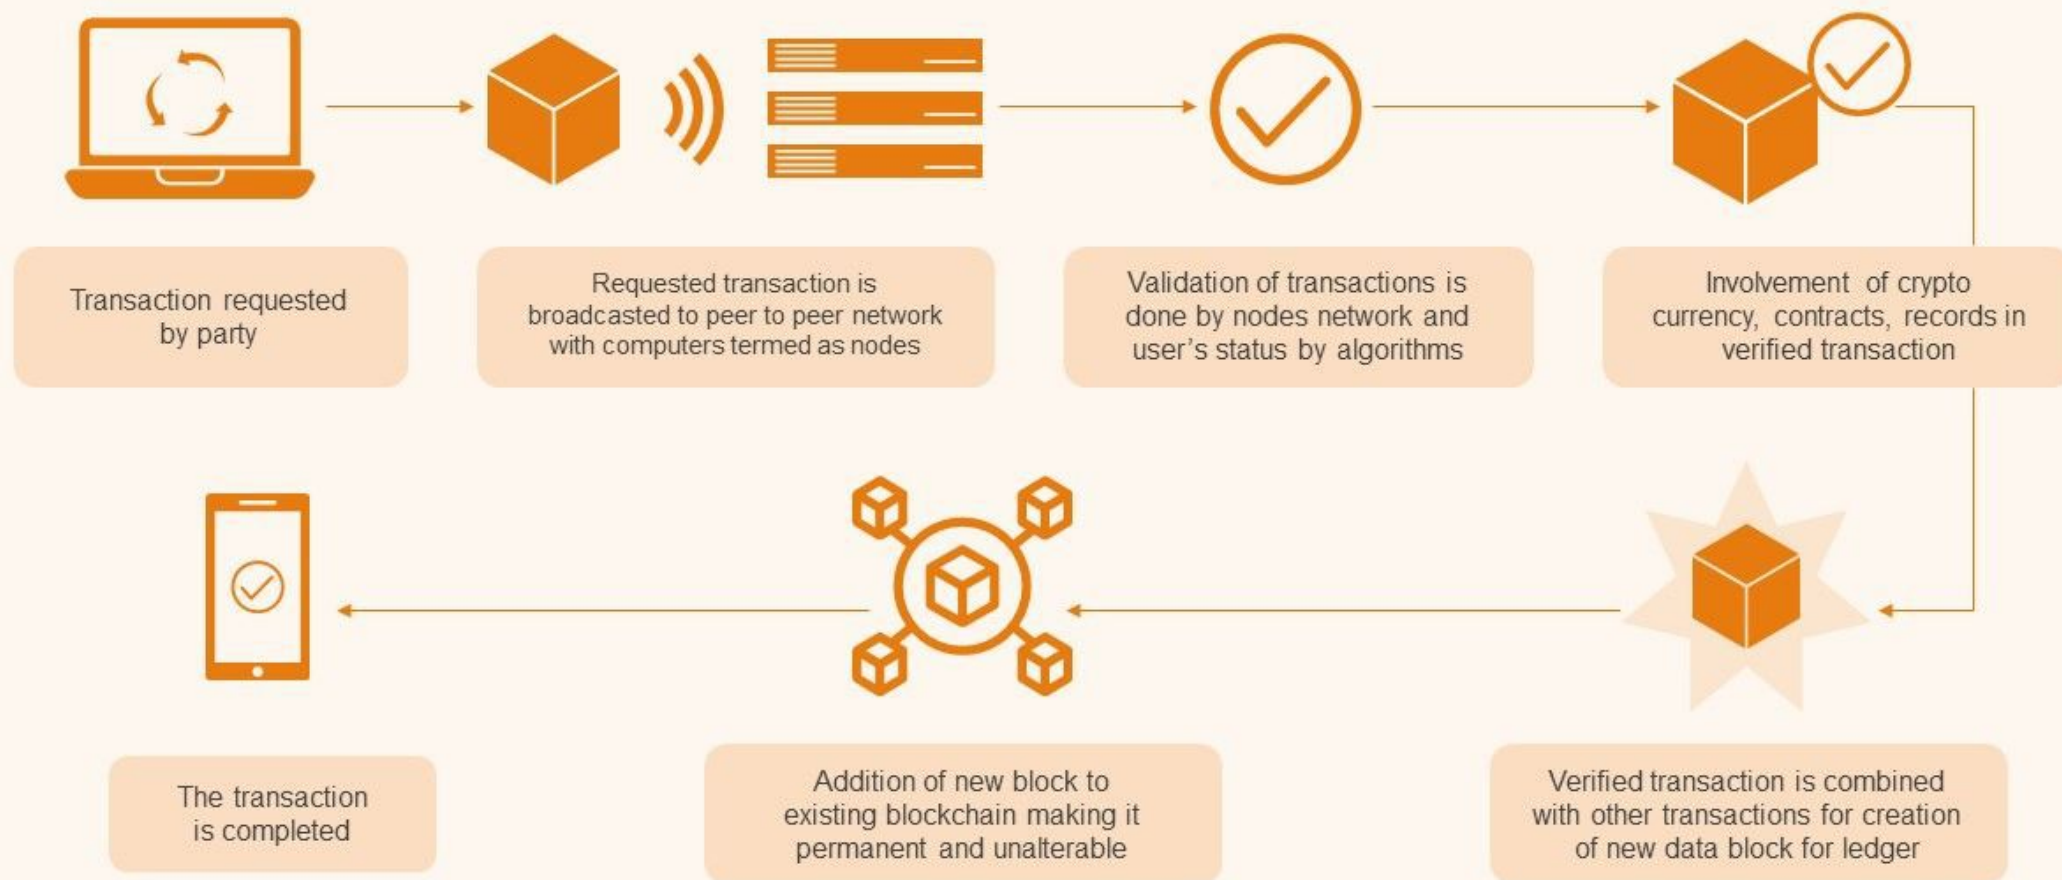 Transaction requested
by party
Requested transaction is
broadcasted to peer to peer network
with computers termed as nodes
Validation of transactions is
done by nodes network and
user's status by algorithms
Involvement of crypto
currency, contracts, records in
verified transaction
The transaction
is completed
Addition of new block to
existing blockchain making it
permanent and unalterable
Verified transaction is combined
with other transactions for creation
of new data block for ledger